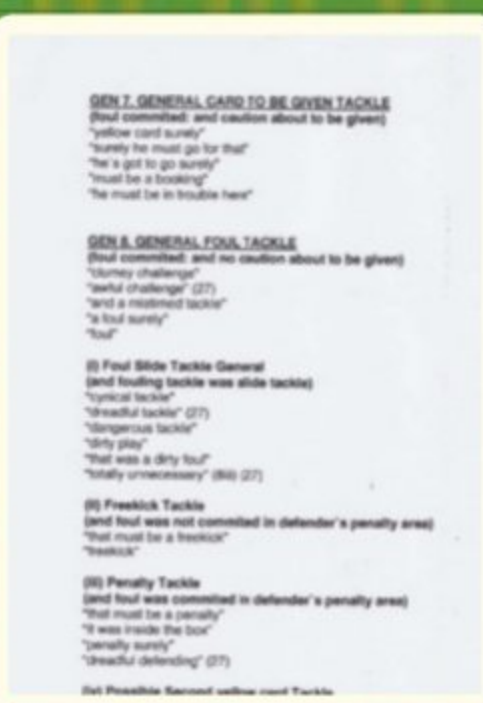 GEN 7. GENERAL CARD TO BE GIVEN TACKLE
(foul commited: and caution about to be given)
"yellow card surely"
"surely he must go for that"
"he's got to go surely"
"must be a booking"
"he must be in trouble here"
GEN 8. GENERAL FOUL TACKLE
(foul commited: and no caution about to be given)
"clumsy challenge"
"awful challenge" (27)
"and a mistimed tackle"
"a foul surely"
"foul"
(i) Foul Slide Tackle General
(and fouling tackle was slide tackle)
"cynical tackle"
"dreadful tackle" (27)
"dangerous tackle"
"dirty play"
"that was a dirty foul"
"totally unnecessary" (27)
(ii) Freekick Tackle
(and foul was not commited in defender's penalty area)
"that must be a freekick"
"freekick"
(iii) Penalty Tackle
(and foul was commited in defender's penalty area)
"that must be a penalty"
"it was inside the box"
"penalty surely"
"dreadful defending" (27)
(iv) Possible Second yellow card Tackle